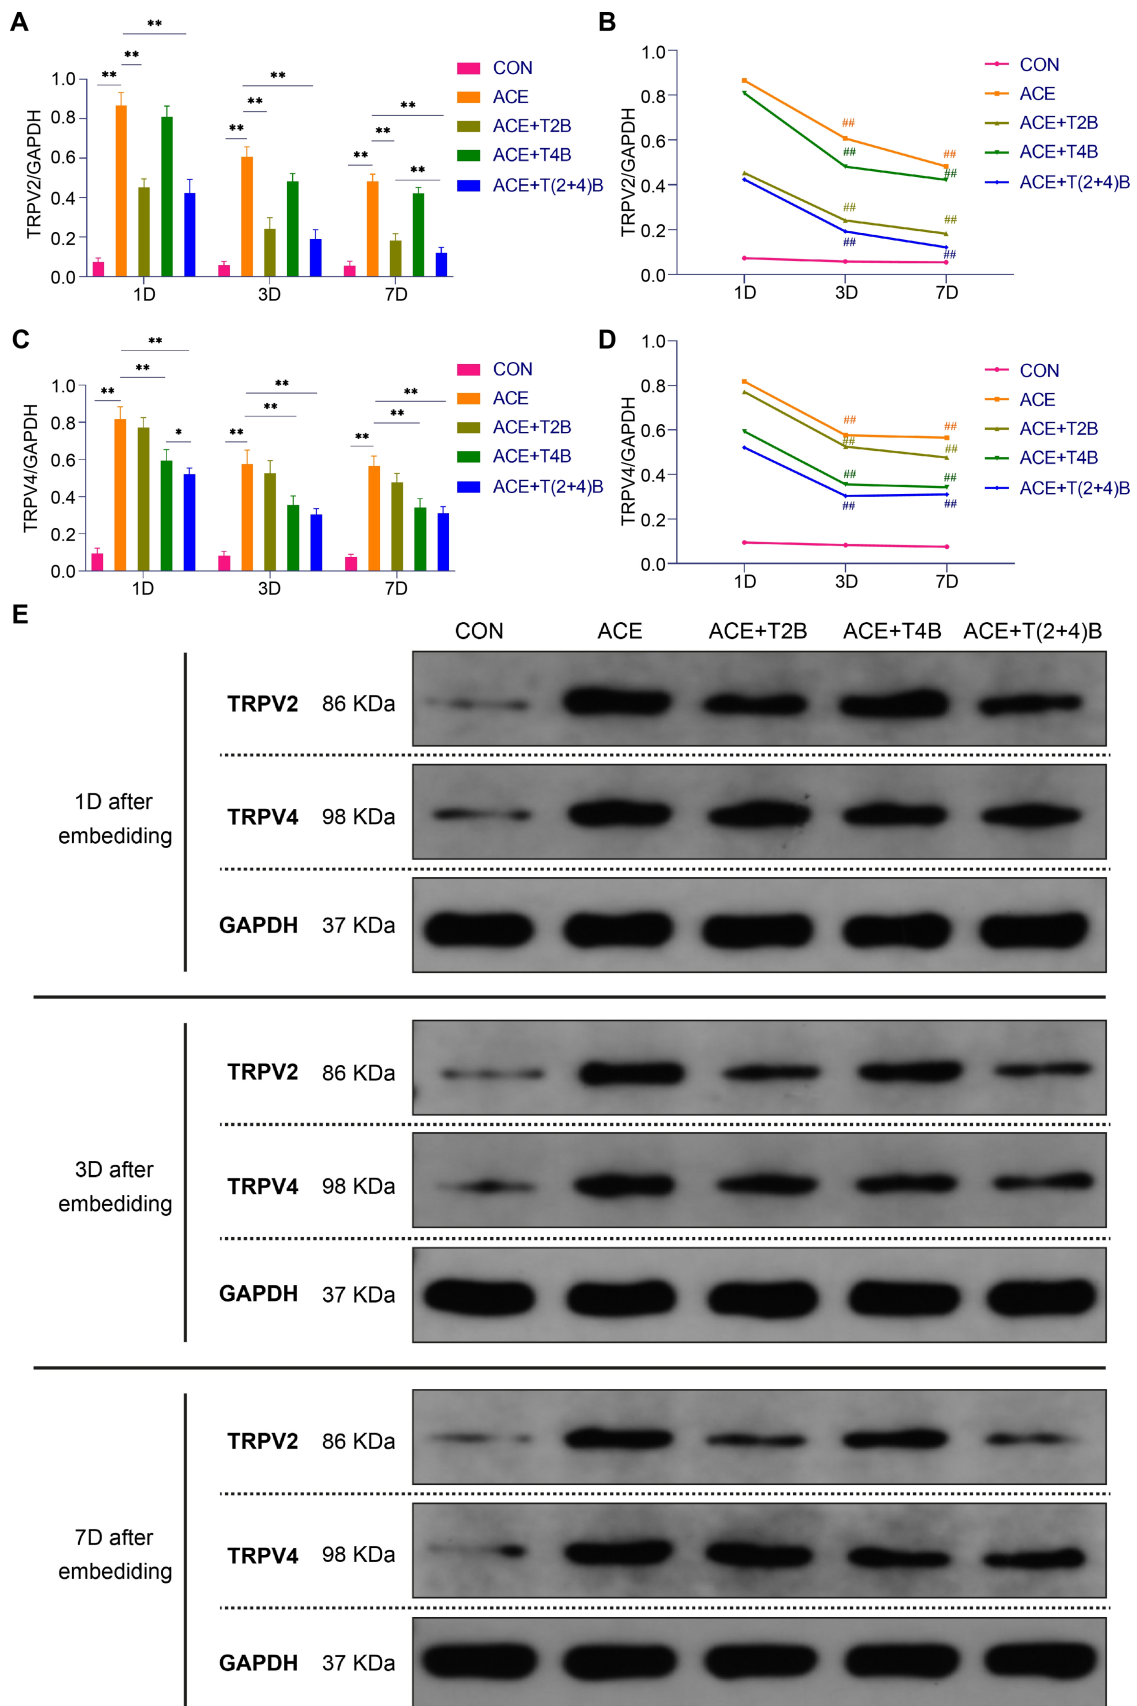 A
**
**
**
**
**
**
**
**
**
**
TRPV2/GAPDH
1.0
0.8
0.6
0.4
0.2
0.0
1D
3D
7D
CON
ACE
ACE+T2B
ACE+T4B
ACE+T(2+4)B
B
TRPV2/GAPDH
1.0
0.8
0.6
0.4
0.2
0.0
##
##
##
##
##
##
##
##
1D
3D
7D
CON
ACE
ACE+T2B
ACE+T4B
ACE+T(2+4)B
C
**
**
**
*
**
**
**
**
**
**
TRPV4/GAPDH
1.0
0.8
0.6
0.4
0.2
0.0
1D
3D
7D
CON
ACE
ACE+T2B
ACE+T4B
ACE+T(2+4)B
D
TRPV4/GAPDH
1.0
0.8
0.6
0.4
0.2
0.0
##
##
##
##
##
##
##
##
1D
3D
7D
CON
ACE
ACE+T2B
ACE+T4B
ACE+T(2+4)B
E
CON ACE ACE+T2B ACE+T4B ACE+T(2+4)B
1D after
embediding
TRPV2 86 KDa
TRPV4 98 KDa
GAPDH 37 KDa
3D after
embediding
TRPV2 86 KDa
TRPV4 98 KDa
GAPDH 37 KDa
7D after
embediding
TRPV2 86 KDa
TRPV4 98 KDa
GAPDH 37 KDa